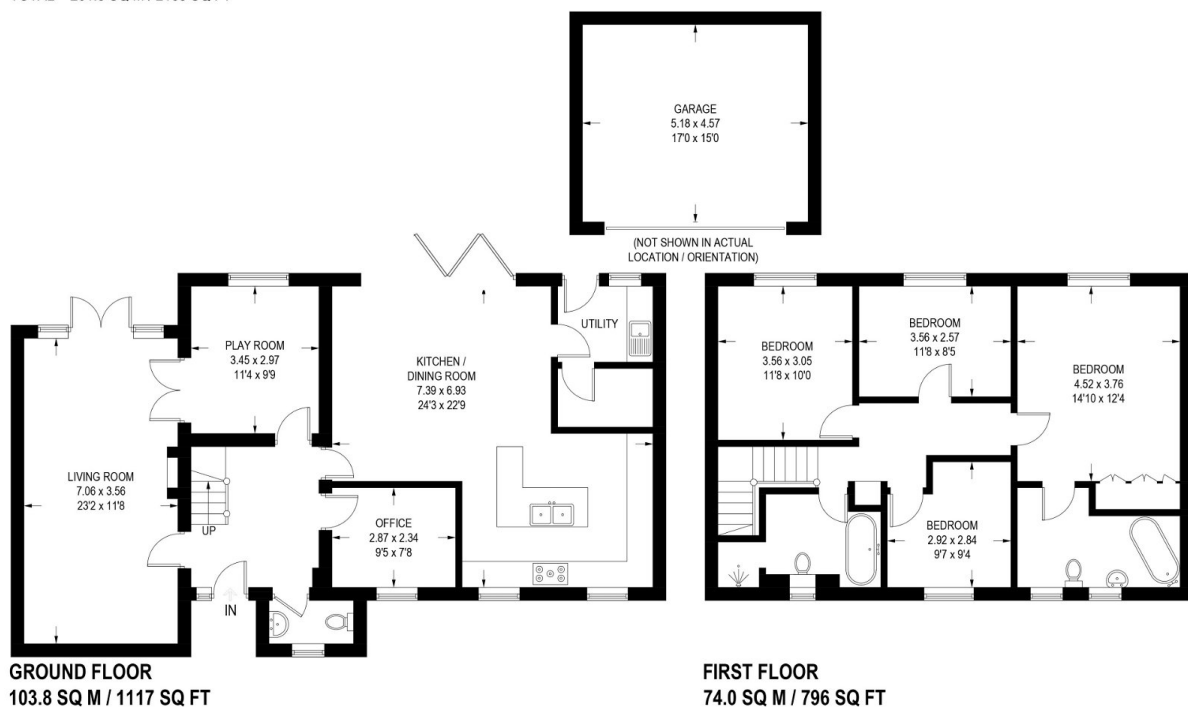 GARAGE
5.18 x 4.57
17'0 x 15'0
(NOT SHOWN IN ACTUAL
LOCATION / ORIENTATION)
PLAY ROOM
3.45 x 2.97
11'4 x 9'9
KITCHEN /
DINING ROOM
7.39 x 6.93
24'3 x 22'9
UTILITY
LIVING ROOM
7.06 x 3.56
23'2 x 11'8
UP
OFFICE
2.87 x 2.34
9'5 x 7'8
IN
BEDROOM
3.56 x 3.05
11'8 x 10'0
BEDROOM
3.56 x 2.57
11'8 x 8'5
BEDROOM
4.52 x 3.76
14'10 x 12'4
BEDROOM
2.92 x 2.84
9'7 x 9'4
GROUND FLOOR
103.8 SQ M / 1117 SQ FT
FIRST FLOOR
74.0 SQ M / 796 SQ FT